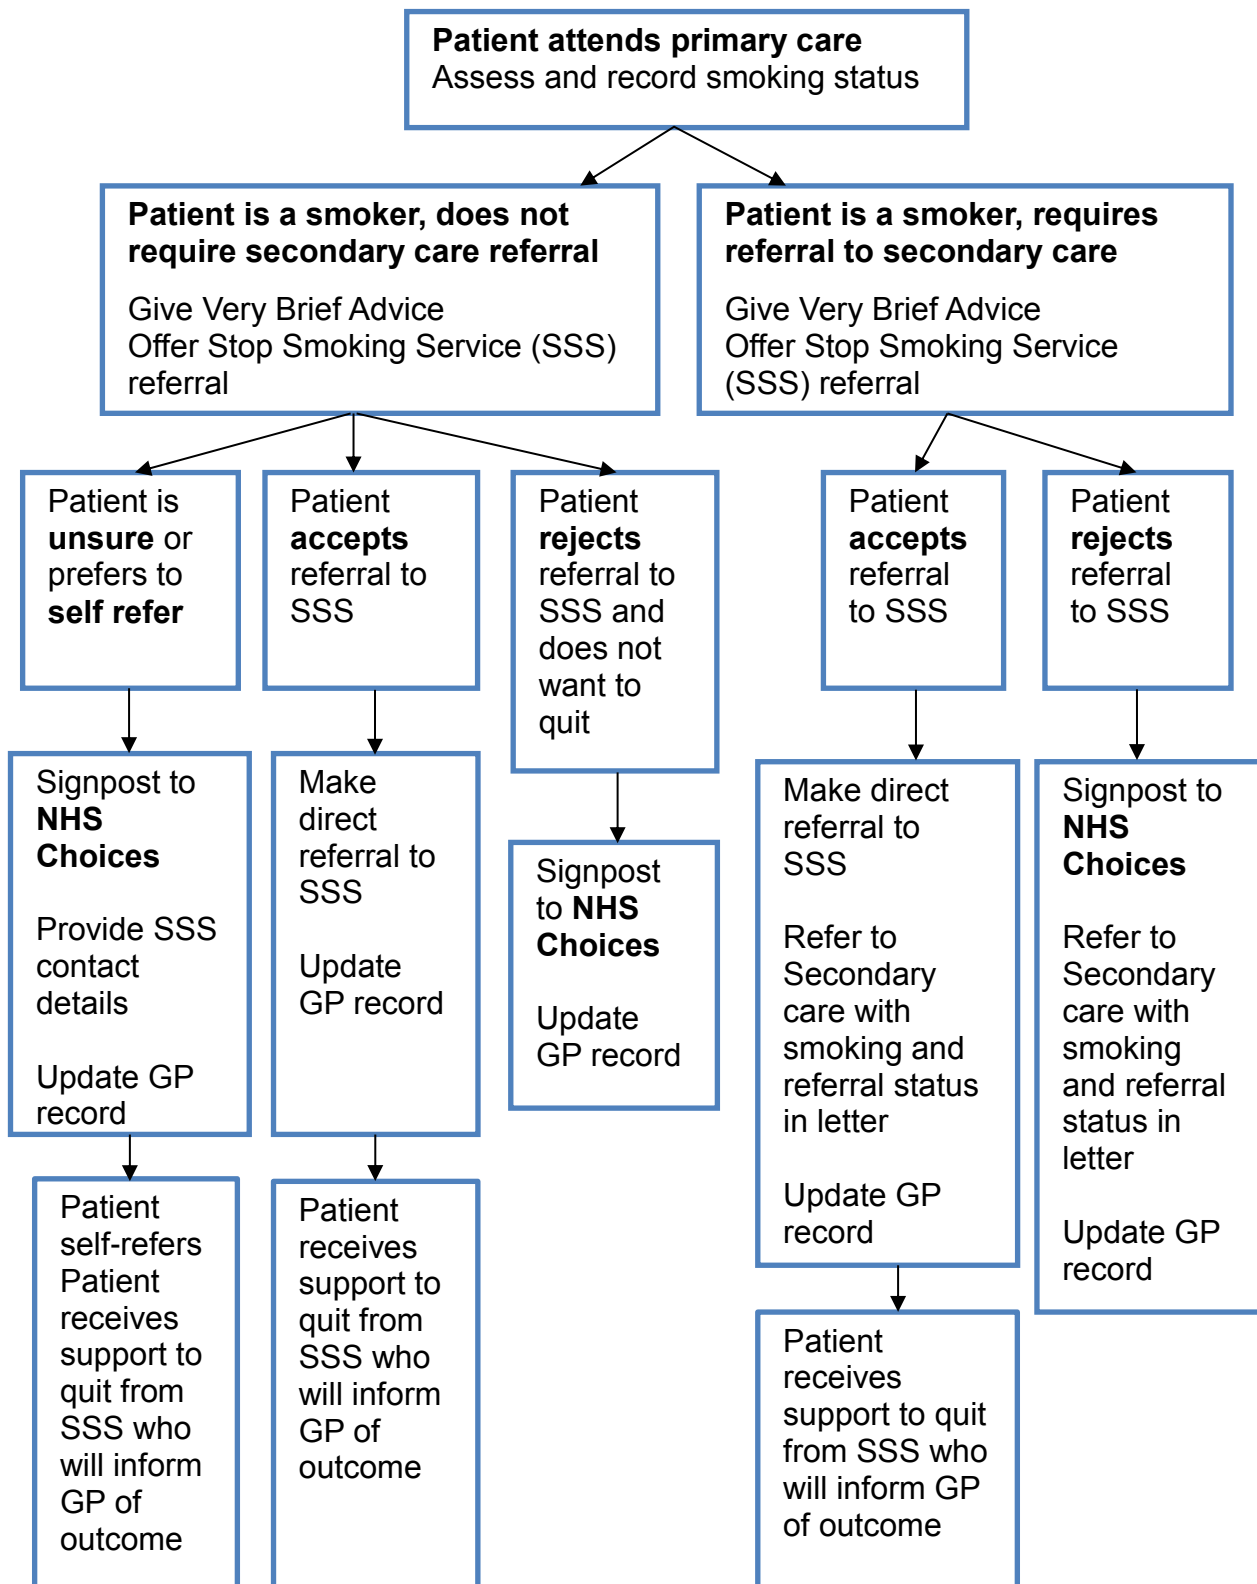 Patient attends primary care
Assess and record smoking status
Patient is a smoker, does not
require secondary care referral
Give Very Brief Advice
Offer Stop Smoking Service (SSS)
referral
Patient is a smoker, requires
referral to secondary care
Give Very Brief Advice
Offer Stop Smoking Service
(SSS) referral
Patient is
unsure or
prefers to
self refer
Patient
accepts
referral to
SSS
Patient
rejects
referral to
SSS and
does not
want to
quit
Patient
accepts
referral
to SSS
Patient
rejects
referral
to SSS
Signpost to
NHS
Choices
Provide SSS
contact
details
Update GP
record
Make
direct
referral to
SSS
Update
GP record
Signpost
to NHS
Choices
Update
GP record
Make direct
referral to
SSS
Refer to
Secondary
care with
smoking and
referral status
in letter
Update GP
record
Signpost to
NHS
Choices
Refer to
Secondary
care with
smoking
and referral
status in
letter
Update GP
record
Patient
self-refers
Patient
receives
support to
quit from
SSS who
will inform
GP of
outcome
Patient
receives
support to
quit from
SSS who
will inform
GP of
outcome
Patient
receives
support to quit
from SSS who
will inform GP
of outcome